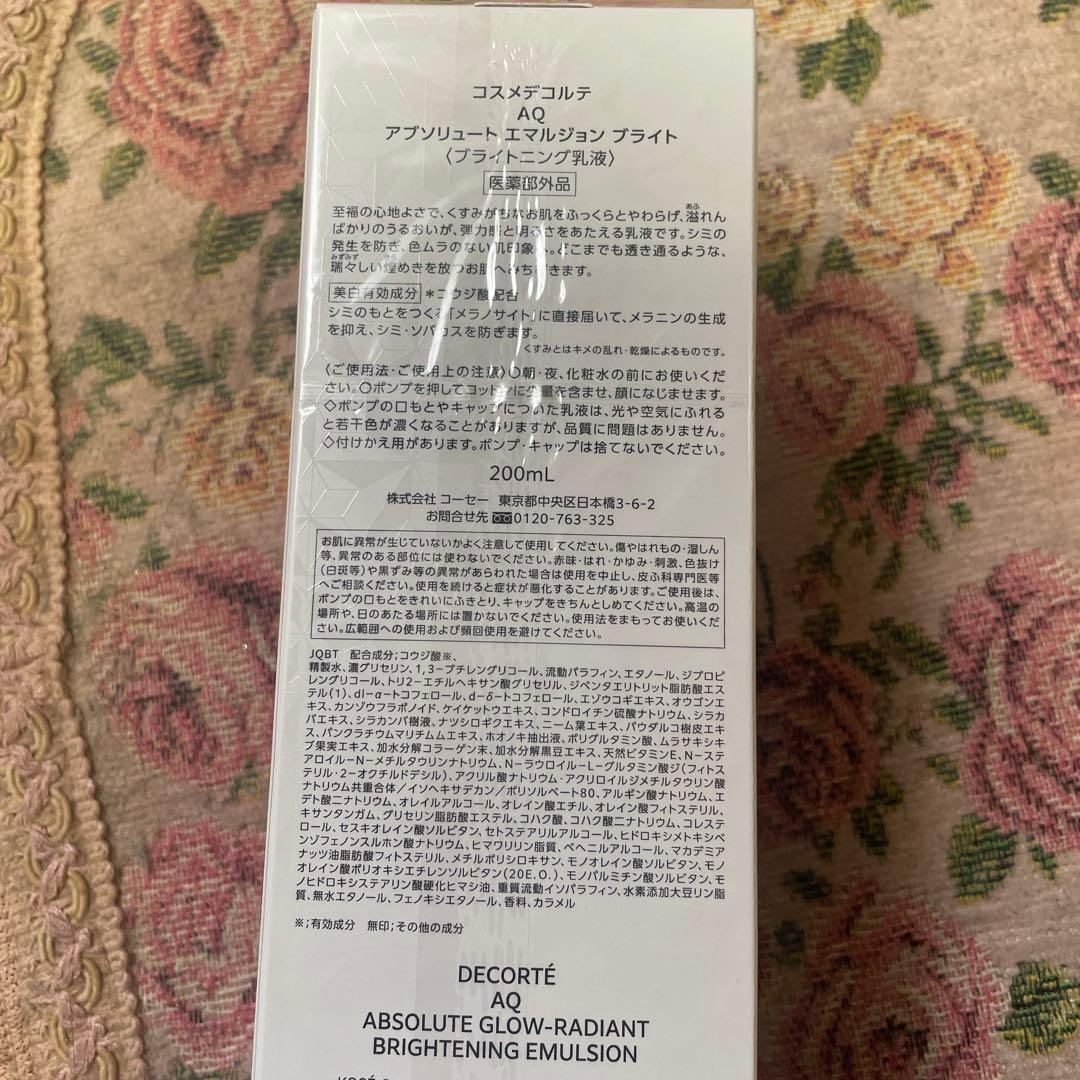 コスメデコルテ
AQ
アブソリュート エマルジョン ブライト
〈ブライトニング乳液〉
医薬部外品
至福の心地よさで、くすみがちなお肌をふっくらとやわらげ、溢れん
ばかりのうるおいが、弾力感と明るさをあたえる乳液です。シミの
発生を防ぎ、色ムラのない肌印象へ。どこまでも透き通るような、
瑞々しい煌めきを放つお肌へみちびきます。
美白有効成分 *コウジ酸配合
シミのもとをつくる「メラノサイト」に直接届いて、メラニンの生成
を抑え、シミ・ソバカスを防ぎます。
くすみとはキメの乱れ・乾燥によるものです。
〈ご使用法・ご使用上の注意〉○朝・夜、化粧水の前にお使いくだ
さい。○ポンプを押してコットンに少量を含ませ、顔になじませます。
◇ポンプの口もとやキャップについた乳液は、光や空気にふれる
と若干色が濃くなることがありますが、品質に問題はありません。
◇付けかえ用があります。ポンプ・キャップは捨てないでください。
200mL
株式会社 コーセー 東京都中央区日本橋3-6-2
お問合せ先 0120-763-325
お肌に異常が生じていないかよく注意して使用してください。傷やはれもの・湿しん
等、異常のある部位には使わないでください。赤味・はれ・かゆみ・刺激、色抜け
(白斑等)や黒ずみ等の異常があらわれた場合は使用を中止し、皮ふ科専門医等
へご相談ください。使用を続けると症状が悪化することがあります。ご使用後は、
ポンプの口もとをきれいにふきとり、キャップをきちんとしめてください。高温の
場所や、日のあたる場所には置かないでください。使用法をまもってお使いくだ
さい。広範囲への使用および頻回使用を避けてください。
JQBT 配合成分;コウジ酸※、
精製水、濃グリセリン、1,3-ブチレングリコール、流動パラフィン、エタノール、ジプロピ
レングリコール、トリ2-エチルヘキサン酸グリセリル、ジペンタエリトリット脂肪酸エス
テル(1)、dl-α-トコフェロール、d-δ-トコフェロール、エゾウコギエキス、オウゴンエ
キス、カンゾウフラボノイド、ケイケットウエキス、コンドロイチン硫酸ナトリウム、シラカ
バエキス、シラカンバ樹液、ナツシロギクエキス、ニーム葉エキス、パウダルコ樹皮エキ
ス、パンクラチウムマリチムムエキス、ホオノキ抽出液、ポリグルタミン酸、ムラサキシキ
ブ果実エキス、加水分解コラーゲン末、加水分解黒豆エキス、天然ビタミンE、N-ステ
アロイル-N-メチルタウリンナトリウム、N-ラウロイル-L-グルタミン酸ジ(フィトス
テリル・2-オクチルドデシル)、アクリル酸ナトリウム・アクリロイルジメチルタウリン酸
ナトリウム共重合体/イソヘキサデカン/ポリソルベート80、アルギン酸ナトリウム、エ
デト酸二ナトリウム、オレイルアルコール、オレイン酸エチル、オレイン酸フィトステリル、
キサンタンガム、グリセリン脂肪酸エステル、コハク酸、コハク酸二ナトリウム、コレステ
ロール、セスキオレイン酸ソルビタン、セトステアリルアルコール、ヒドロキシメトキシベ
ンゾフェノンスルホン酸ナトリウム、ヒマワリリン脂質、ベヘニルアルコール、マカデミア
ナッツ油脂肪酸フィトステリル、メチルポリシロキサン、モノオレイン酸ソルビタン、モノ
オレイン酸ポリオキシエチレンソルビタン(20E.O.)、モノパルミチン酸ソルビタン、モ
ノヒドロキシステアリン酸硬化ヒマシ油、重質流動イソパラフィン、水素添加大豆リン脂
質、無水エタノール、フェノキシエタノール、香料、カラメル
※;有効成分 無印;その他の成分
DECORTÉ
AQ
ABSOLUTE GLOW-RADIANT
BRIGHTENING EMULSION